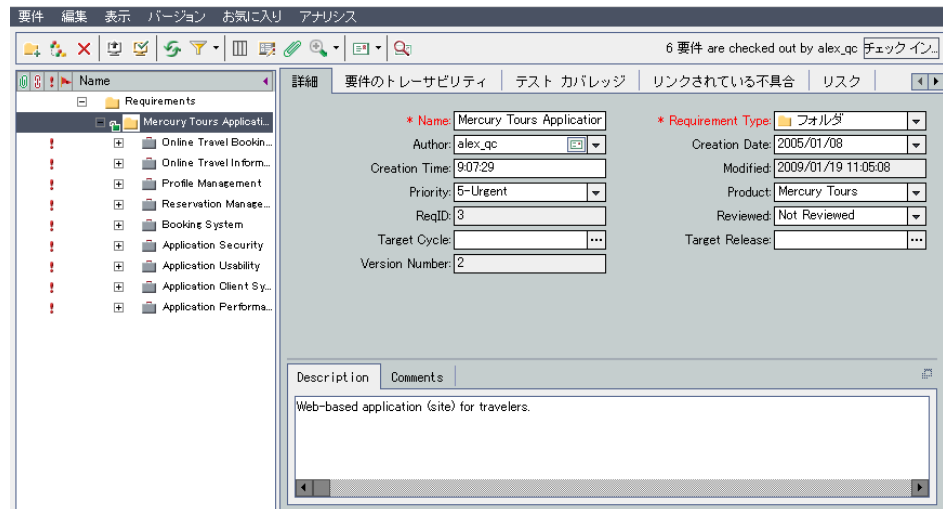 要件 編集 表示 バージョン お気に入り アナリシス
6 要件 are checked out by alex_qc チェック イン...
Name
Requirements
Mercury Tours Applicati...
Online Travel Bookin...
Online Travel Inform...
Profile Management
Reservation Manage...
Booking System
Application Security
Application Usability
Application Client Sy...
Application Performa...
詳細 要件のトレーサビリティ テスト カバレッジ リンクされている不具合 リスク
* Name: Mercury Tours Application * Requirement Type: フォルダ
Author: alex_qc Creation Date: 2005/01/08
Creation Time: 9:07:29 Modified: 2009/01/19 11:05:08
Priority: 5-Urgent Product: Mercury Tours
ReqID: 3 Reviewed: Not Reviewed
Target Cycle: Target Release:
Version Number: 2
Description Comments
Web-based application (site) for travelers.